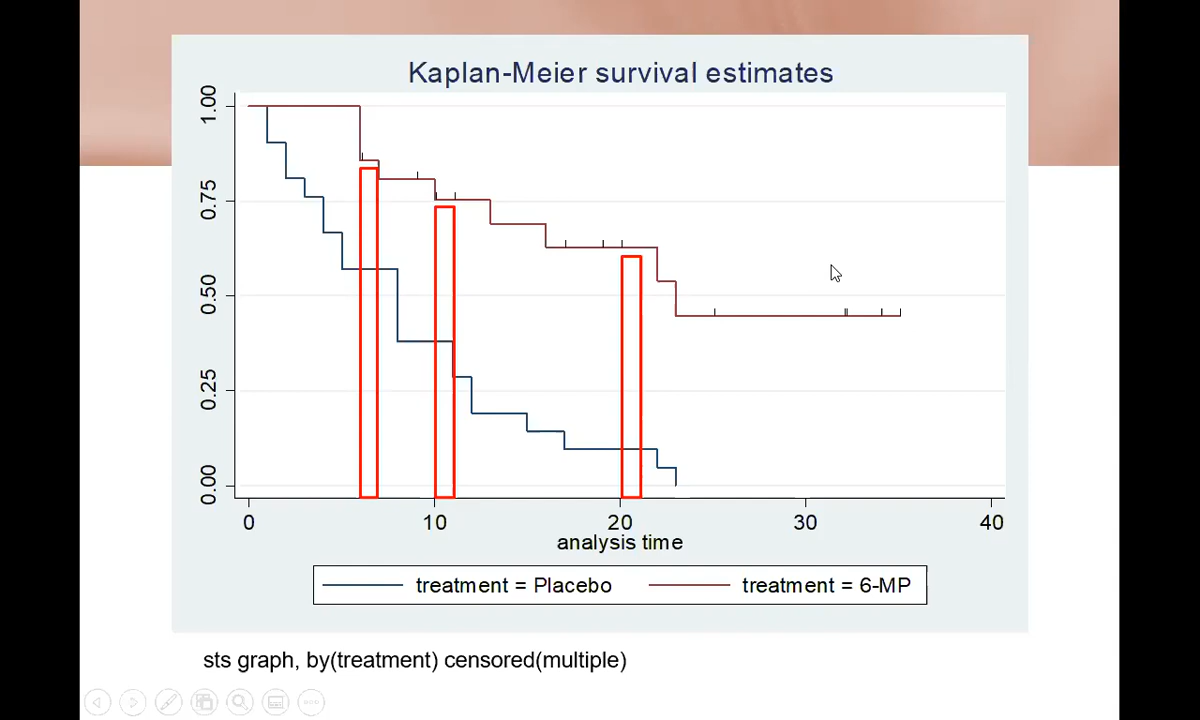 Kaplan-Meier survival estimates
1.00
0.75
0.50
0.25
0.00
0 10 20 30 40
analysis time
treatment = Placebo treatment = 6-MP
sts graph, by(treatment) censored(multiple)